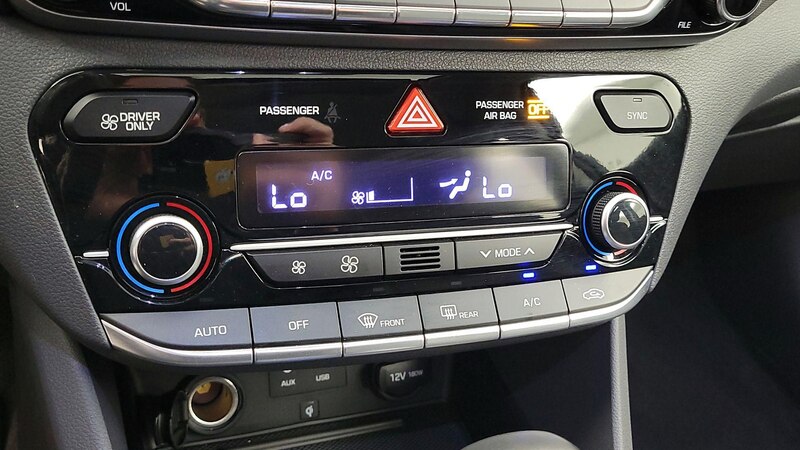 VOL
FILE
DRIVER
ONLY
PASSENGER
PASSENGER
AIR BAG
OFF
SYNC
A/C
Lo
Lo
MODE
AUTO
OFF
FRONT
REAR
A/C
AUX
USB
12V 180W